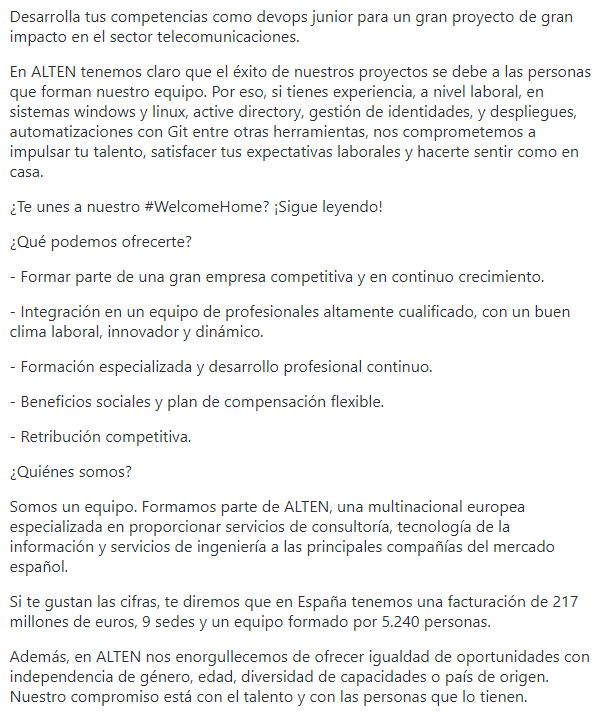 Desarrolla tus competencias como devops junior para un gran proyecto de gran
impacto en el sector telecomunicaciones.
En ALTEN tenemos claro que el éxito de nuestros proyectos se debe a las personas
que forman nuestro equipo. Por eso, si tienes experiencia, a nivel laboral, en
sistemas windows y linux, active directory, gestión de identidades, y despliegues,
automatizaciones con Git entre otras herramientas, nos comprometemos a
impulsar tu talento, satisfacer tus expectativas laborales y hacerte sentir como en
casa.
¿Te unes a nuestro #WelcomeHome? ¡Sigue leyendo!
¿Qué podemos ofrecerte?
- Formar parte de una gran empresa competitiva y en continuo crecimiento.
- Integración en un equipo de profesionales altamente cualificado, con un buen
clima laboral, innovador y dinámico.
- Formación especializada y desarrollo profesional continuo.
- Beneficios sociales y plan de compensación flexible.
- Retribución competitiva.
¿Quiénes somos?
Somos un equipo. Formamos parte de ALTEN, una multinacional europea
especializada en proporcionar servicios de consultoría, tecnología de la
información y servicios de ingeniería a las principales compañías del mercado
español.
Si te gustan las cifras, te diremos que en España tenemos una facturación de 217
millones de euros, 9 sedes y un equipo formado por 5.240 personas.
Además, en ALTEN nos enorgullecemos de ofrecer igualdad de oportunidades con
independencia de género, edad, diversidad de capacidades o país de origen.
Nuestro compromiso está con el talento y con las personas que lo tienen.